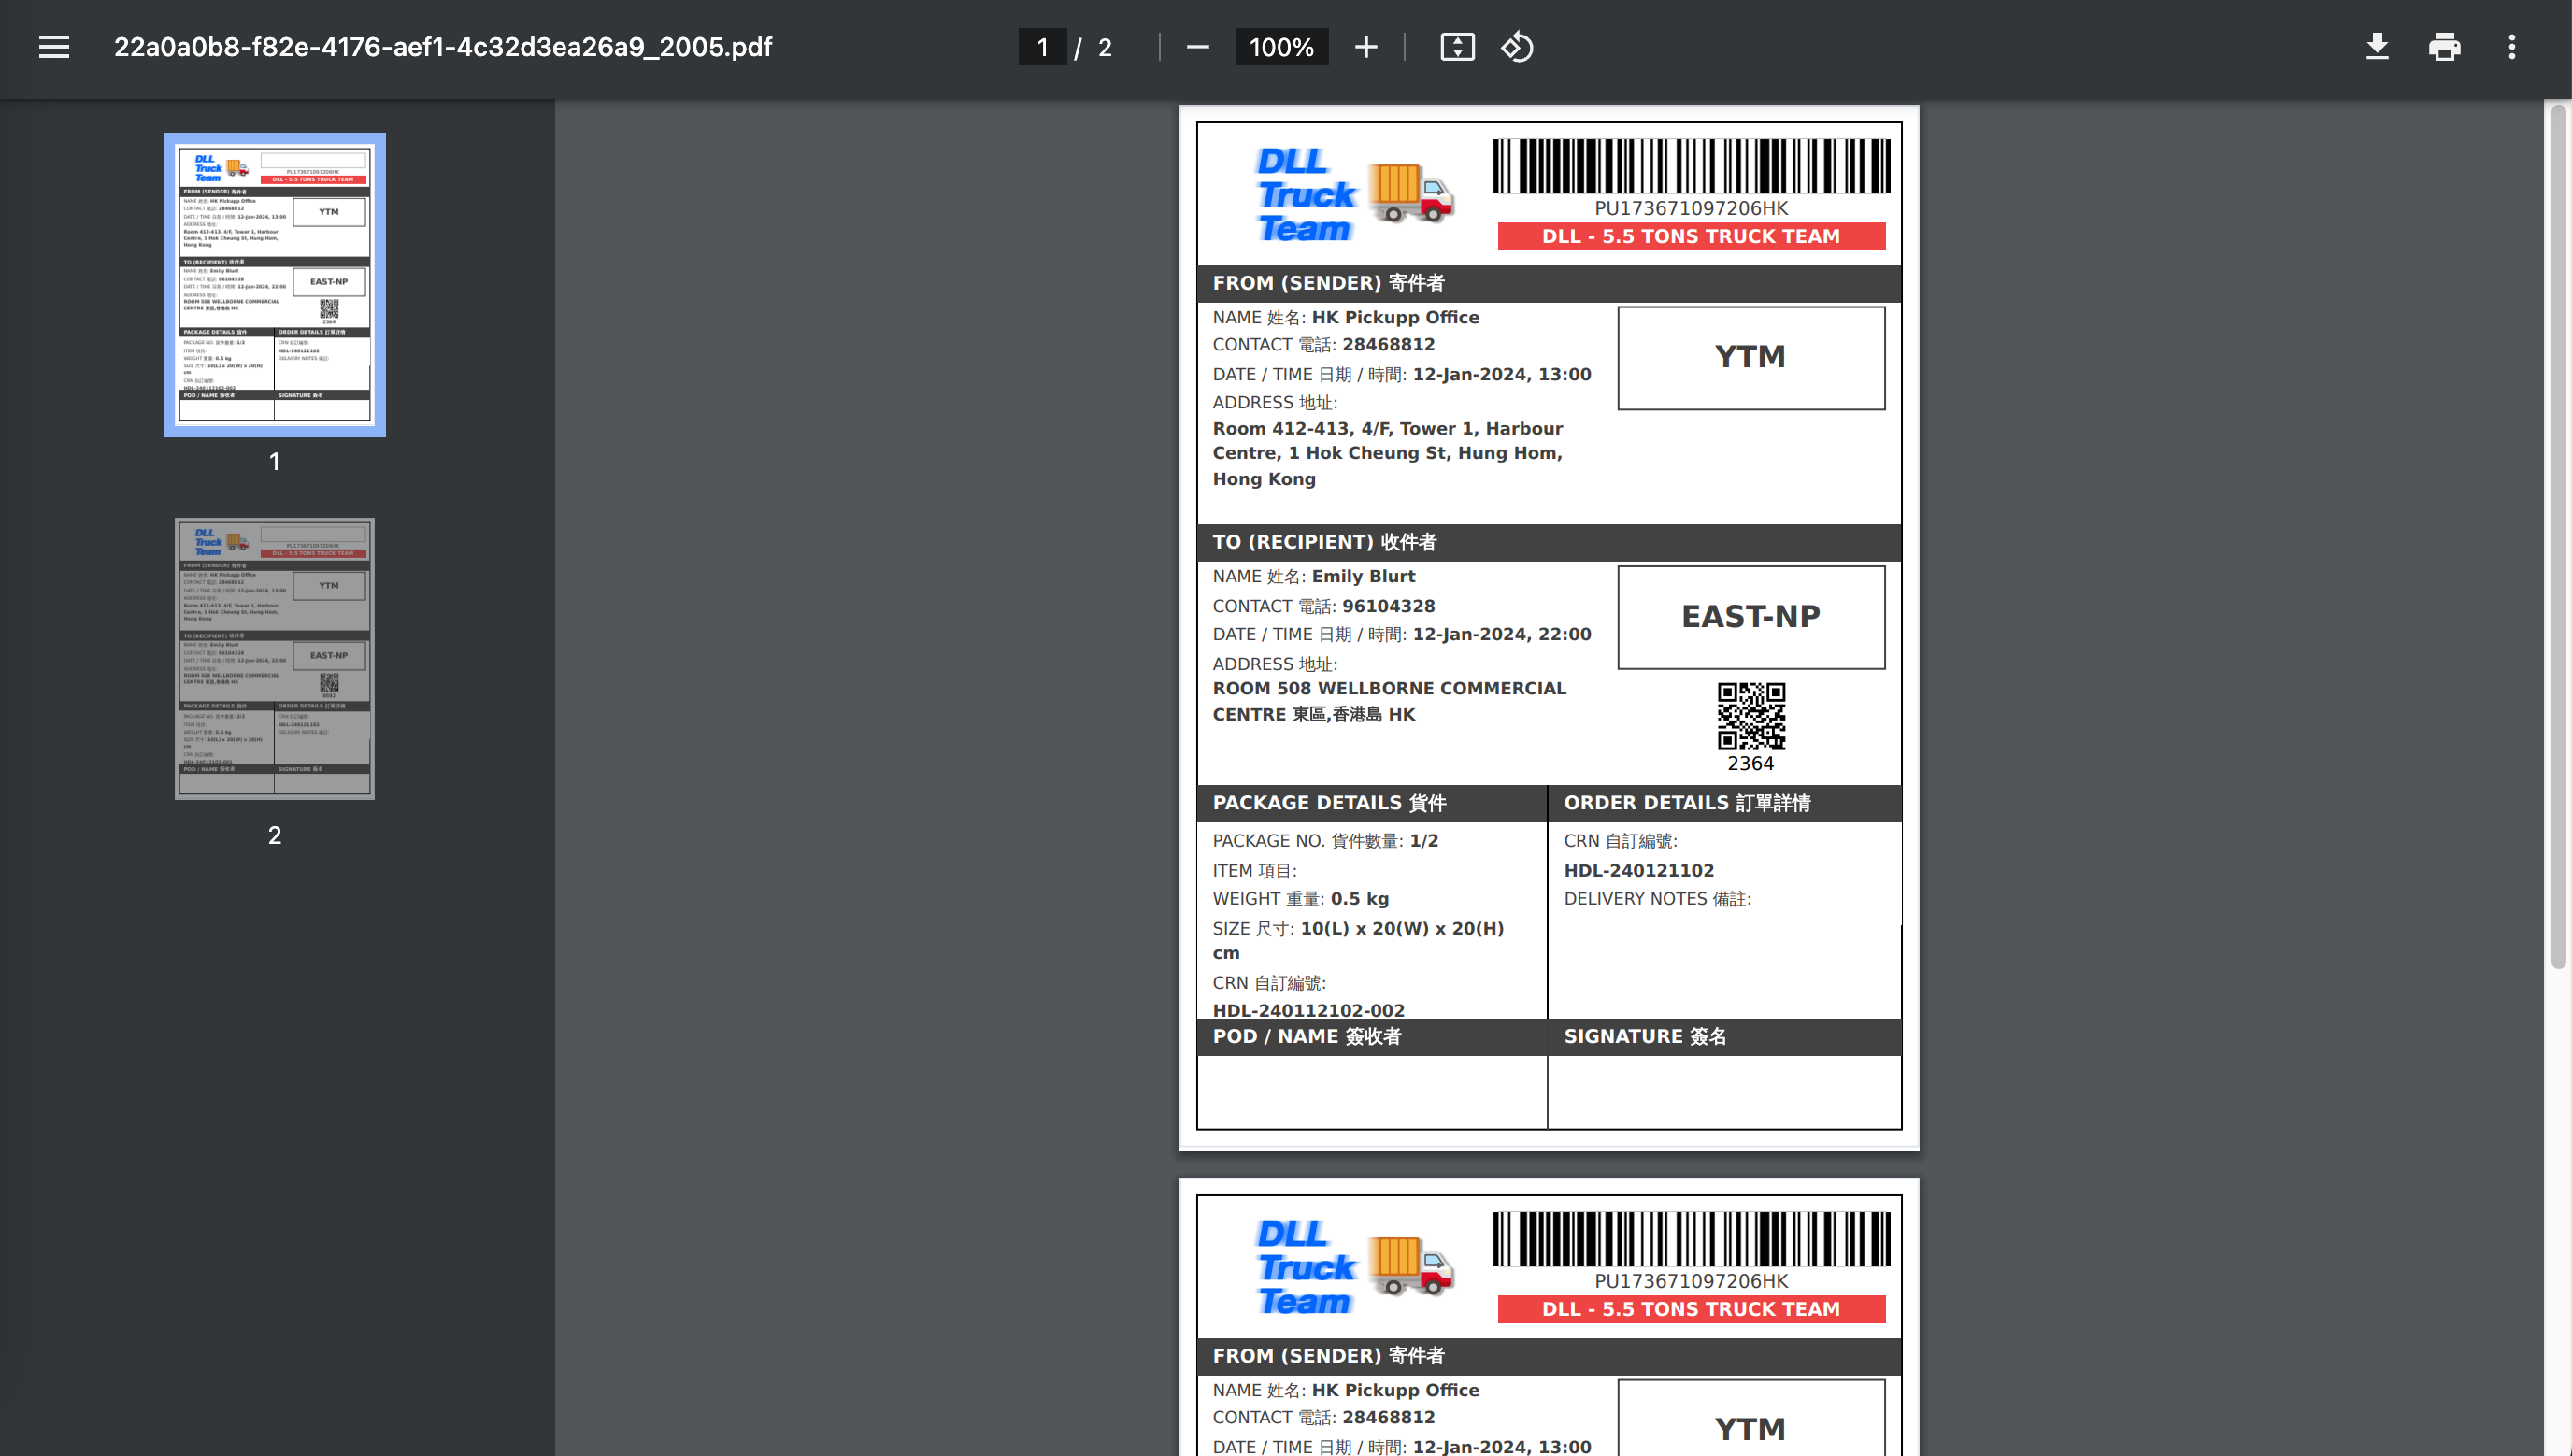 22a0a0b8-f82e-4176-aef1-4c32d3ea26a9_2005.pdf
1 / 2
100%
DLL
Truck
Team
PU173671097206HK
DLL - 5.5 TONS TRUCK TEAM
FROM (SENDER) 寄件者
NAME 姓名: HK Pickupp Office
CONTACT 電話: 28468812
DATE / TIME 日期 / 時間: 12-Jan-2024, 13:00
ADDRESS 地址:
Room 412-413, 4/F, Tower 1, Harbour
Centre, 1 Hok Cheung St, Hung Hom,
Hong Kong
YTM
TO (RECIPIENT) 收件者
NAME 姓名: Emily Blurt
CONTACT 電話: 96104328
DATE / TIME 日期 / 時間: 12-Jan-2024, 22:00
ADDRESS 地址:
ROOM 508 WELLBORNE COMMERCIAL
CENTRE 東區,香港島 HK
EAST-NP
2364
PACKAGE DETAILS 貨件
PACKAGE NO. 貨件數量: 1/2
ITEM 項目:
WEIGHT 重量: 0.5 kg
SIZE 尺寸: 10(L) x 20(W) x 20(H)
cm
CRN 自訂編號:
HDL-240112102-002
ORDER DETAILS 訂單詳情
CRN 自訂編號:
HDL-240121102
DELIVERY NOTES 備註:
POD / NAME 簽收者
SIGNATURE 簽名
DLL
Truck
Team
PU173671097206HK
DLL - 5.5 TONS TRUCK TEAM
FROM (SENDER) 寄件者
NAME 姓名: HK Pickupp Office
CONTACT 電話: 28468812
DATE / TIME 日期 / 時間: 12-Jan-2024, 13:00
YTM
1
2